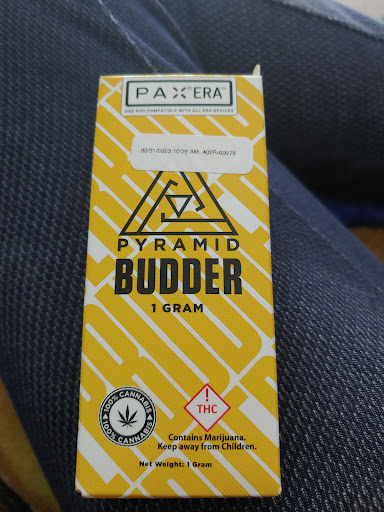 PAX ERA™
ERA POD COMPATIBLE WITH ALL ERA DEVICES
PYRAMID
BUDDER
1 GRAM
100% CANNABIS
100% CANNABIS
!
THC
Contains Marijuana.
Keep away from Children.
Net Weight: 1 Gram